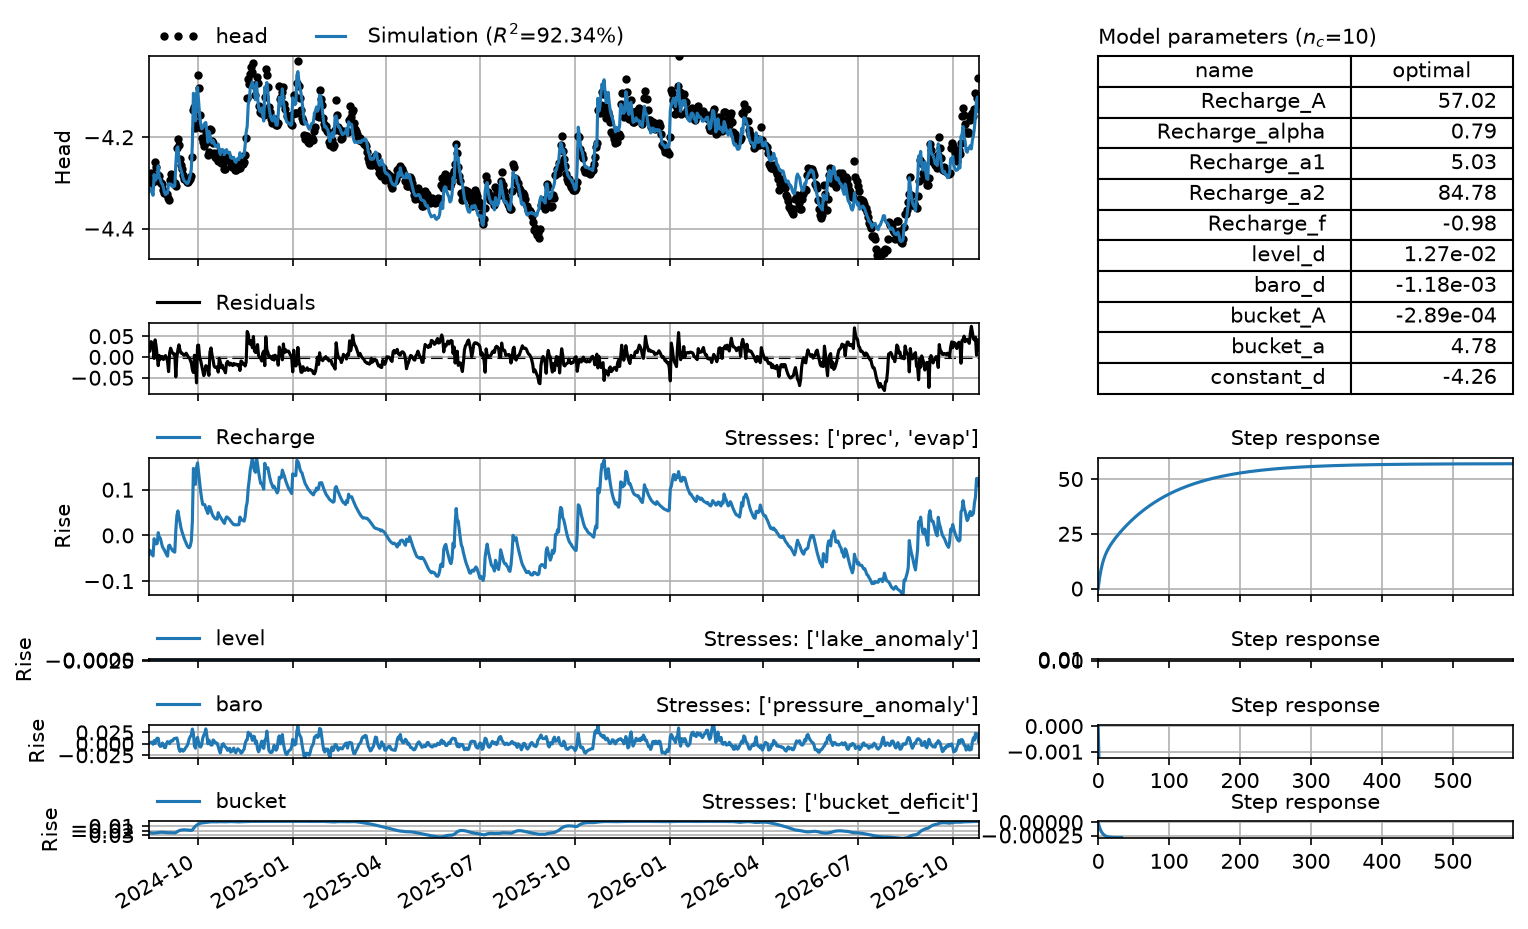 head Simulation (R²=92.34%)
Model parameters (n_c=10)
name optimal
Recharge_A 57.02
Recharge_alpha 0.79
Recharge_a1 5.03
Recharge_a2 84.78
Recharge_f -0.98
level_d 1.27e-02
baro_d -1.18e-03
bucket_A -2.89e-04
bucket_a 4.78
constant_d -4.26
Head
−4.2
−4.4
Residuals
0.05
0.00
−0.05
Recharge Stresses: ['prec', 'evap']
Rise
0.1
0.0
−0.1
Step response
50
25
0
level Stresses: ['lake_anomaly']
Rise
Step response
baro Stresses: ['pressure_anomaly']
Rise
0.025
0.000
−0.025
Step response
0.000
−0.001
0 100 200 300 400 500
bucket Stresses: ['bucket_deficit']
Rise
−0.01
Step response
0.00000
−0.00025
0 100 200 300 400 500
2024-10 2025-01 2025-04 2025-07 2025-10 2026-01 2026-04 2026-07 2026-10